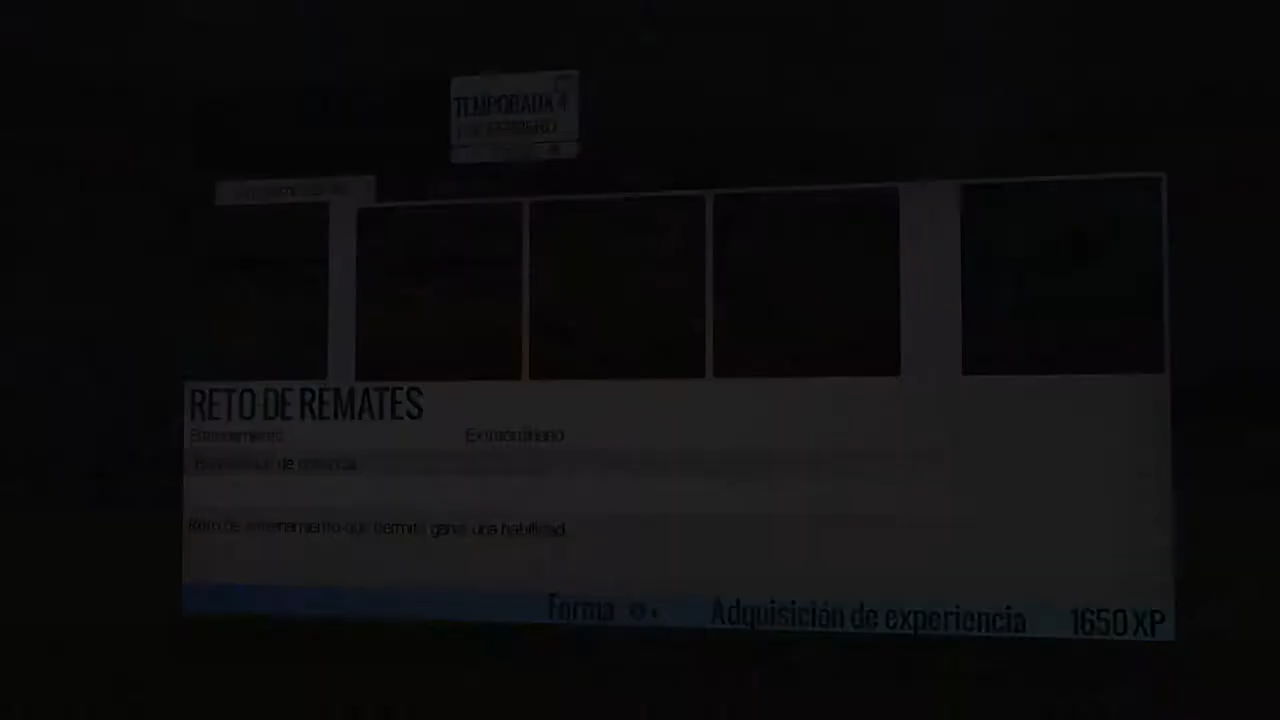 TEMPORADA 4
RETO DE REMATES
Entrenamiento
Extraordinario
de
Reto de entrenamiento que permite ganar una habilidad.
Forma
Adquisición de experiencia
1650 XP